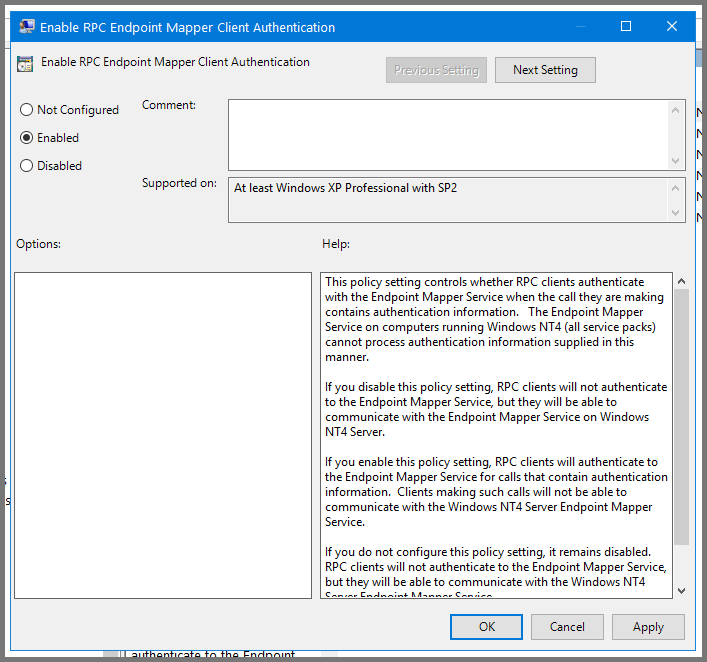 Enable RPC Endpoint Mapper Client Authentication
Enable RPC Endpoint Mapper Client Authentication
Previous Setting
Next Setting
Not Configured
Enabled
Disabled
Comment:
Supported on:
At least Windows XP Professional with SP2
Options:
Help:
This policy setting controls whether RPC clients authenticate
with the Endpoint Mapper Service when the call they are making
contains authentication information.   The Endpoint Mapper
Service on computers running Windows NT4 (all service packs)
cannot process authentication information supplied in this
manner.
If you disable this policy setting, RPC clients will not authenticate
to the Endpoint Mapper Service, but they will be able to
communicate with the Endpoint Mapper Service on Windows
NT4 Server.
If you enable this policy setting, RPC clients will authenticate to
the Endpoint Mapper Service for calls that contain authentication
information.  Clients making such calls will not be able to
communicate with the Windows NT4 Server Endpoint Mapper
Service.
If you do not configure this policy setting, it remains disabled.
RPC clients will not authenticate to the Endpoint Mapper Service,
but they will be able to communicate with the Windows NT4
Server Endpoint Mapper Service.
OK
Cancel
Apply
authenticate to the Endpoint